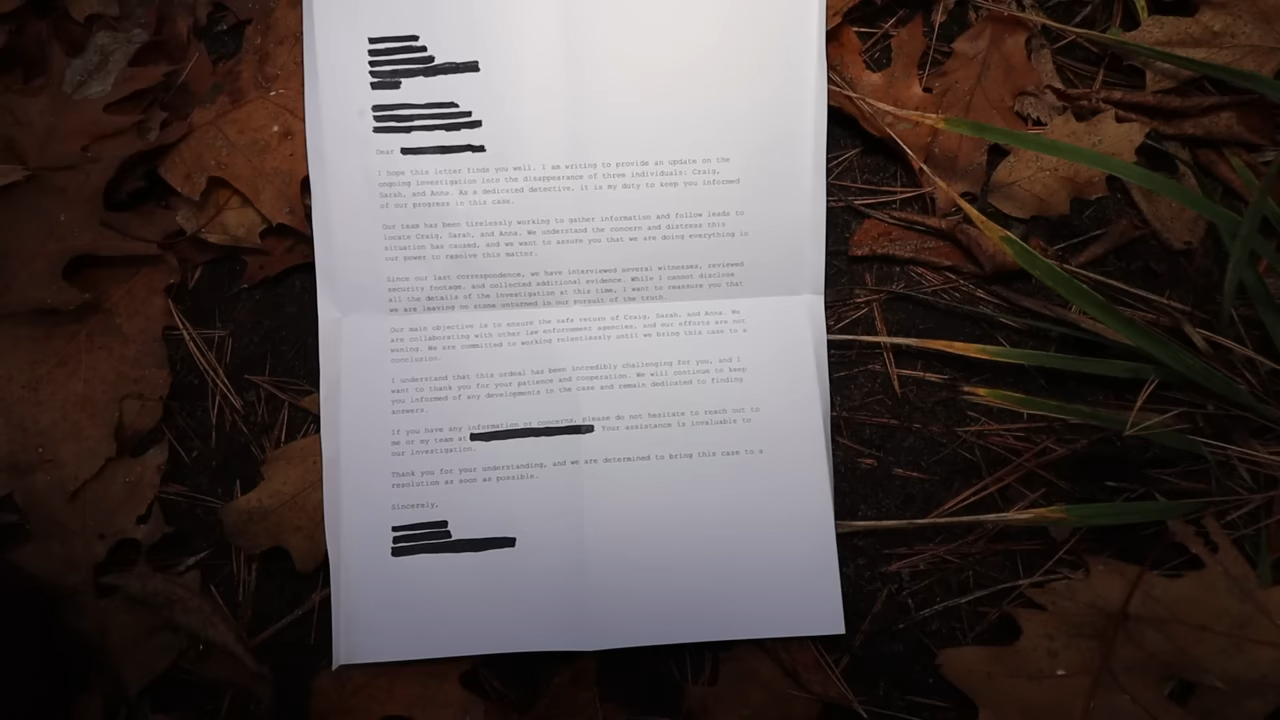 Dear
I hope this letter finds you well. I am writing to provide an update on the
ongoing investigation into the disappearance of three individuals: Craig,
Sarah, and Anna. As a dedicated detective, it is my duty to keep you informed
of our progress in this case.
Our team has been tirelessly working to gather information and follow leads to
locate Craig, Sarah, and Anna. We understand the concern and distress this
situation has caused, and we want to assure you that we are doing everything in
our power to resolve this matter.
Since our last correspondence, we have interviewed several witnesses, reviewed
security footage, and collected additional evidence. While I cannot disclose
all the details of the investigation at this time, I want to reassure you that
we are leaving no stone unturned in our pursuit of the truth.
Our main objective is to ensure the safe return of Craig, Sarah, and Anna. We
are collaborating with other law enforcement agencies, and our efforts are not
waning. We are committed to working relentlessly until we bring this case to a
conclusion.
I understand that this ordeal has been incredibly challenging for you, and I
want to thank you for your patience and cooperation. We will continue to keep
you informed of any developments in the case and remain dedicated to finding
answers.
If you have any information or concerns, please do not hesitate to reach out to
me or my team at . Your assistance is invaluable to
our investigation.
Thank you for your understanding, and we are determined to bring this case to a
resolution as soon as possible.
Sincerely,